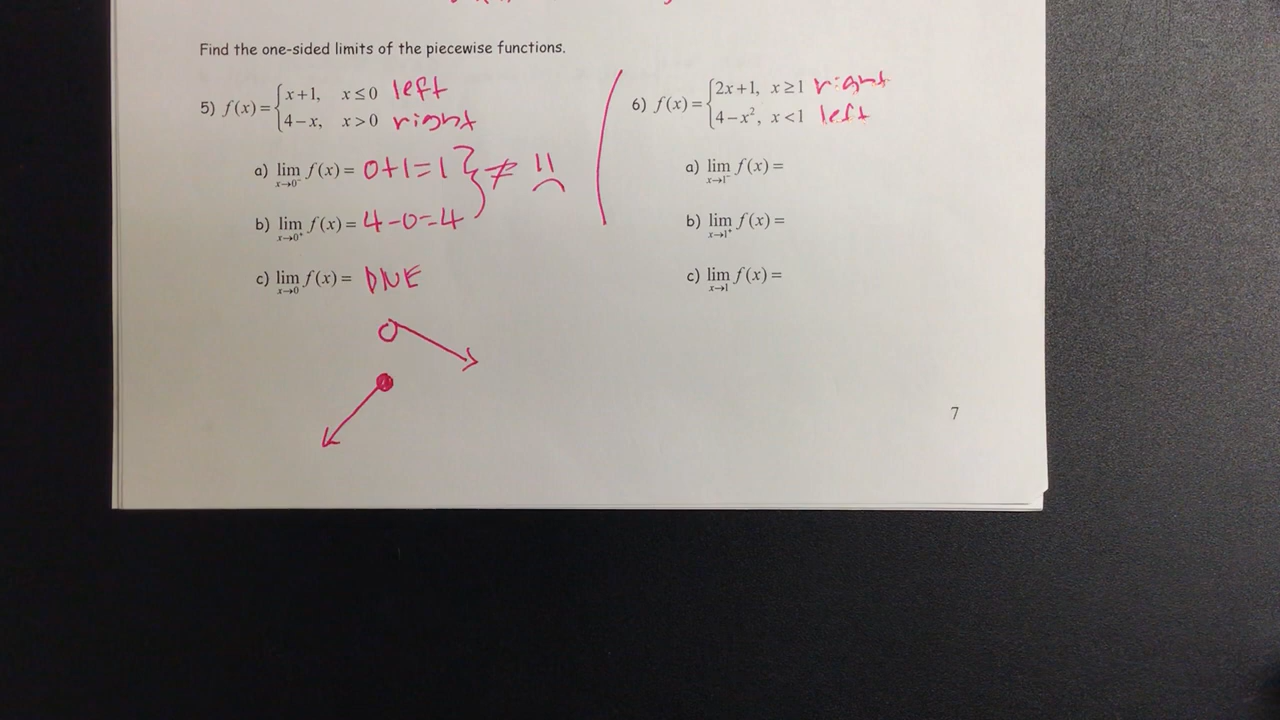 Find the one-sided limits of the piecewise functions.
5) f(x) = { x+1, x≤0 left
4−x, x>0 right
a) lim x→0⁻ f(x) = 0+1=1 } ≠
b) lim x→0⁺ f(x) = 4-0=4
c) lim x→0 f(x) = DNE
6) f(x) = { 2x+1, x≥1 right
4−x², x<1 left
a) lim x→1⁻ f(x) =
b) lim x→1⁺ f(x) =
c) lim x→1 f(x) =
7